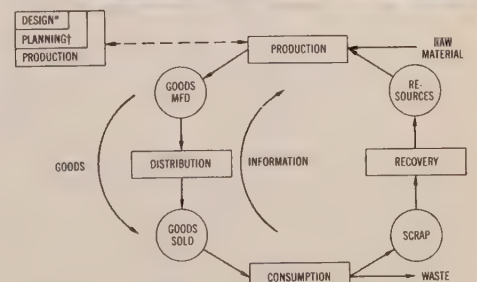 DESIGN*
PLANNING†
PRODUCTION
PRODUCTION
RAW
MATERIAL
GOODS
MFD
RE-
SOURCES
GOODS
DISTRIBUTION
INFORMATION
RECOVERY
GOODS
SOLD
SCRAP
CONSUMPTION
WASTE